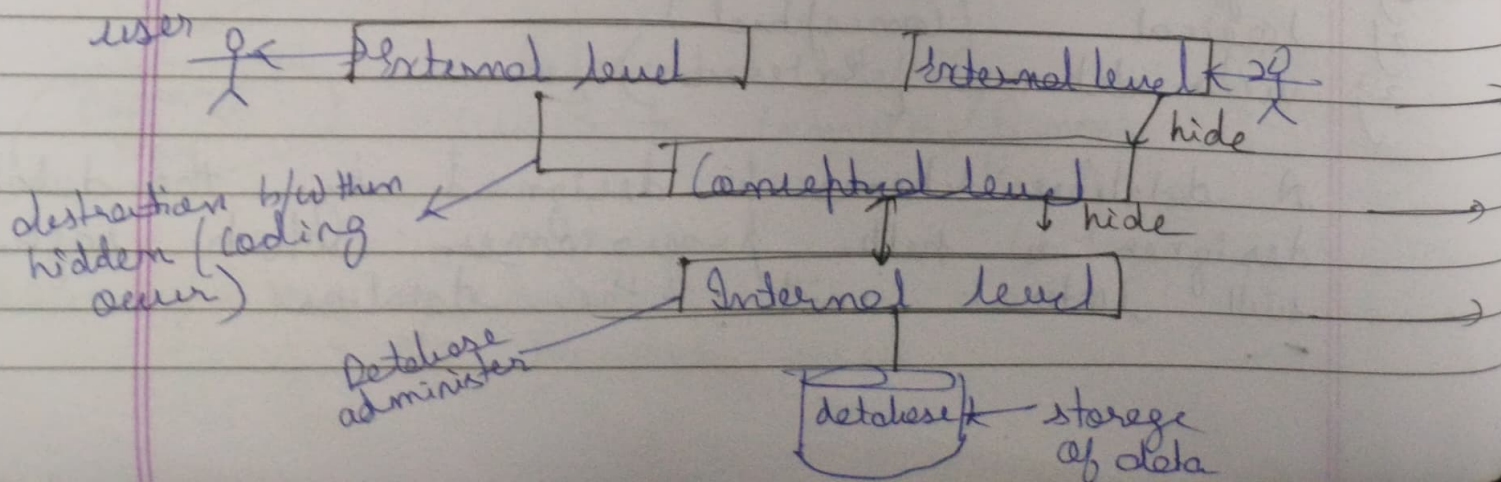 user
External level
External level
hide
Conceptual level
hide
destraction b/w then
hidden (coding
occur)
Internal level
Database
administer
database
storage
of data